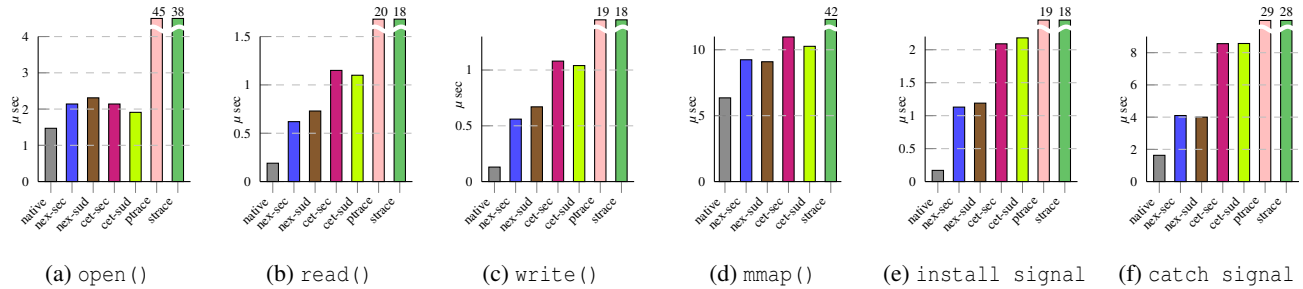 45 38
4
3
2
1
0
μ sec
native nex-sec nex-sud cet-sec cet-sud ptrace strace
(a) open()
20 18
1.5
1
0.5
0
μ sec
native nex-sec nex-sud cet-sec cet-sud ptrace strace
(b) read()
19 18
1
0.5
0
μ sec
native nex-sec nex-sud cet-sec cet-sud ptrace strace
(c) write()
42
10
5
0
μ sec
native nex-sec nex-sud cet-sec cet-sud strace
(d) mmap()
19 18
2
1.5
1
0.5
0
μ sec
native nex-sec nex-sud cet-sec cet-sud ptrace strace
(e) install signal
29 28
8
6
4
2
0
μ sec
native nex-sec nex-sud cet-sec cet-sud ptrace strace
(f) catch signal